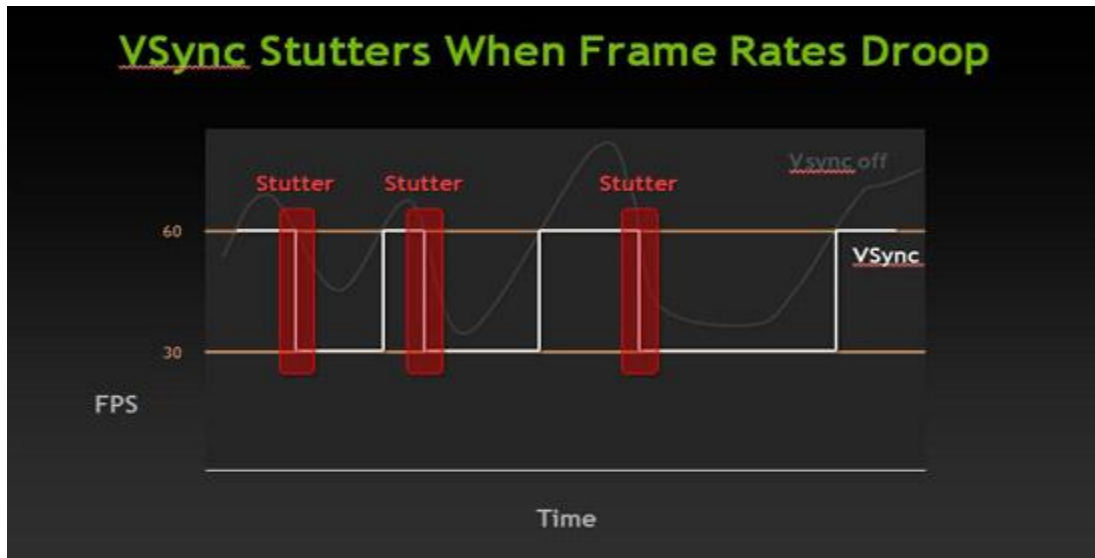 VSync Stutters When Frame Rates Droop
Vsync off
Stutter Stutter Stutter
60
VSync
30
FPS
Time